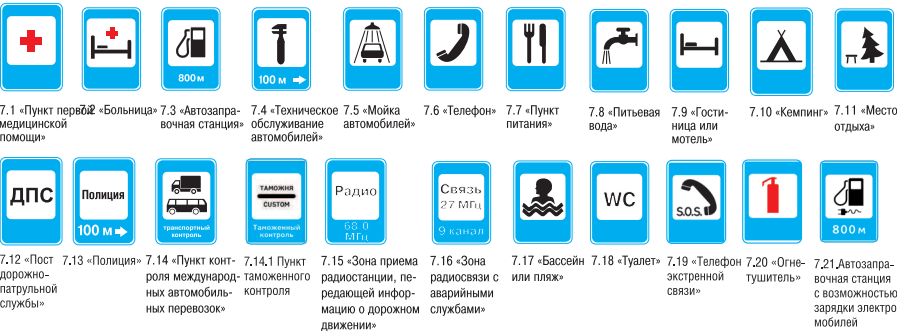 800 м
100 м
7.1 «Пункт первой
медицинской
помощи»
7.2 «Больница»
7.3 «Автозапра-
вочная станция»
7.4 «Техническое
обслуживание
автомобилей»
7.5 «Мойка
автомобилей»
7.6 «Телефон»
7.7 «Пункт
питания»
7.8 «Питьевая
вода»
7.9 «Гости-
ница или
мотель»
7.10 «Кемпинг»
7.11 «Место
отдыха»
ДПС
Полиция
100 м
транспортный
контроль
ТАМОЖНЯ
CUSTOM
Таможенный
контроль
Радио
68.0
МГц
Связь
27 МГц
9 канал
WC
S.O.S.
800 м
7.12 «Пост
дорожно-
патрульной
службы»
7.13 «Полиция»
7.14 «Пункт конт-
роля международ-
ных автомобиль-
ных перевозок»
7.14.1 Пункт
таможенного
контроля
7.15 «Зона приема
радиостанции, пе-
редающей инфор-
мацию о дорожном
движении»
7.16 «Зона
радиосвязи с
аварийными
службами»
7.17 «Бассейн
или пляж»
7.18 «Туалет»
7.19 «Телефон
экстренной
связи»
7.20 «Огне-
тушитель»
7.21.Автозапра-
вочная станция
с возможностью
зарядки электро
мобилей